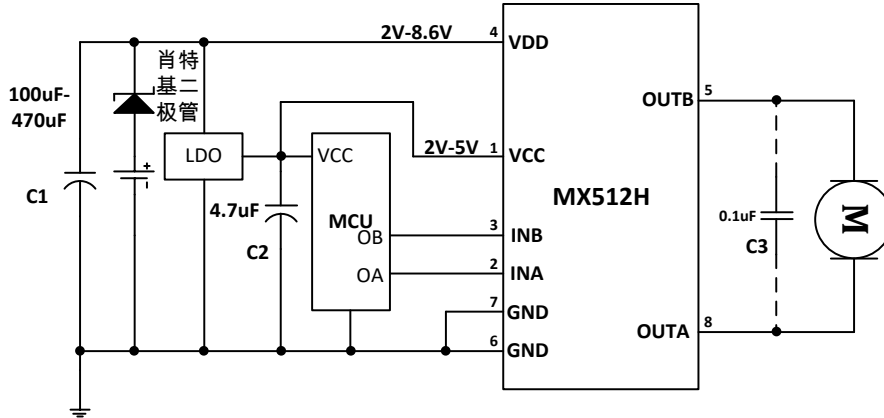 2V-8.6V
4
VDD
肖特
基二
极管
100uF-
470uF
5
OUTB
LDO
VCC
2V-5V
1
VCC
MX512H
C1
+
-
4.7uF
C2
MCU
OB
3
INB
0.1uF
C3
M
OA
2
INA
7
GND
OUTA
8
6
GND